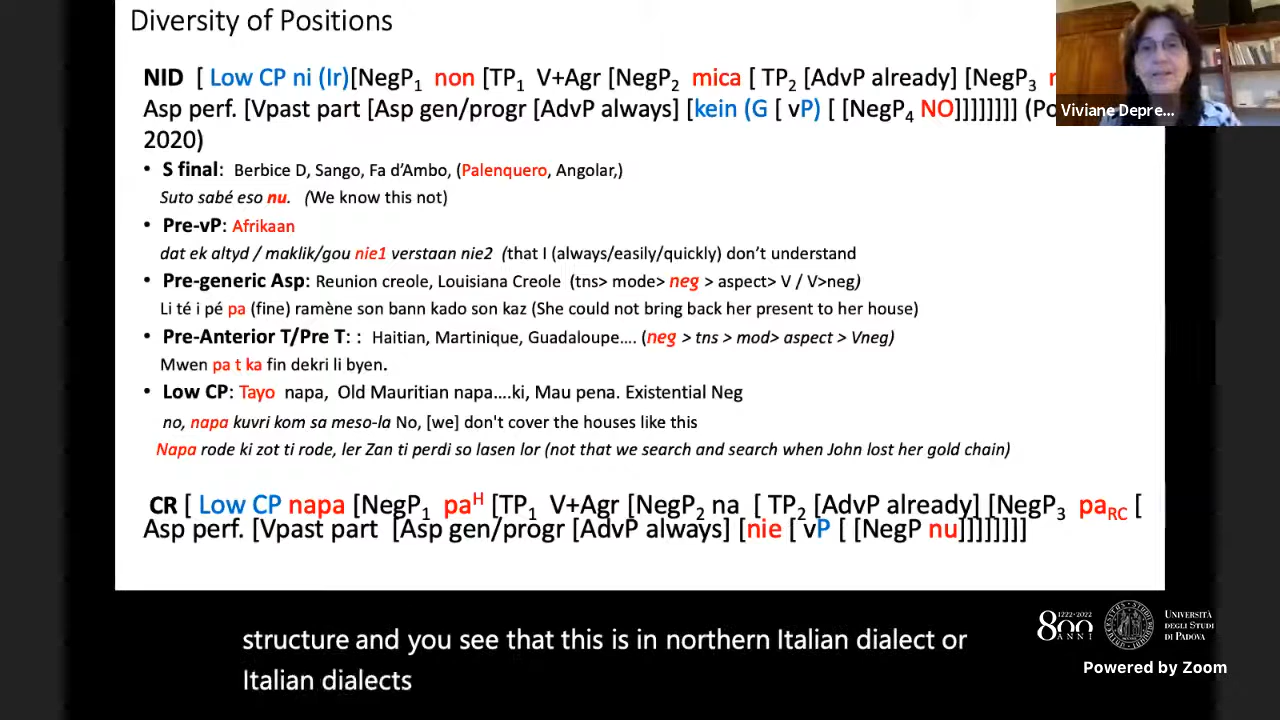 Diversity of Positions
NID [ Low CP ni (Ir)[NegP1 non [TP1 V+Agr [NegP2 mica [ TP2 [AdvP already] [NegP3
Asp perf. [Vpast part [Asp gen/progr [AdvP always] [kein (G [ vP) [ [NegP4 NO]]]]]]]] (Po
2020)
• S final: Berbice D, Sango, Fa d’Ambo, (Palenquero, Angolar,)
Suto sabé eso nu. (We know this not)
• Pre-vP: Afrikaan
dat ek altyd / maklik/gou nie1 verstaan nie2 (that I (always/easily/quickly) don’t understand
• Pre-generic Asp: Reunion creole, Louisiana Creole (tns> mode> neg > aspect> V / V>neg)
Li té i pé pa (fine) ramène son bann kado son kaz (She could not bring back her present to her house)
• Pre-Anterior T/Pre T: : Haitian, Martinique, Guadaloupe.... (neg > tns > mod> aspect > Vneg)
Mwen pa t ka fin dekri li byen.
• Low CP: Tayo napa, Old Mauritian napa....ki, Mau pena. Existential Neg
no, napa kuvri kom sa meso-la No, [we] don't cover the houses like this
Napa rode ki zot ti rode, ler Zan ti perdi so lasen lor (not that we search and search when John lost her gold chain)
CR [ Low CP napa [NegP1 paH [TP1 V+Agr [NegP2 na [ TP2 [AdvP already] [NegP3 paRC [
Asp perf. [Vpast part [Asp gen/progr [AdvP always] [nie [ vP [ [NegP nu]]]]]]]]
Viviane Depre...
structure and you see that this is in northern Italian dialect or
Italian dialects
1222·2022
800
ANNI
UNIVERSITÀ
DEGLI STUDI
DI PADOVA
Powered by Zoom